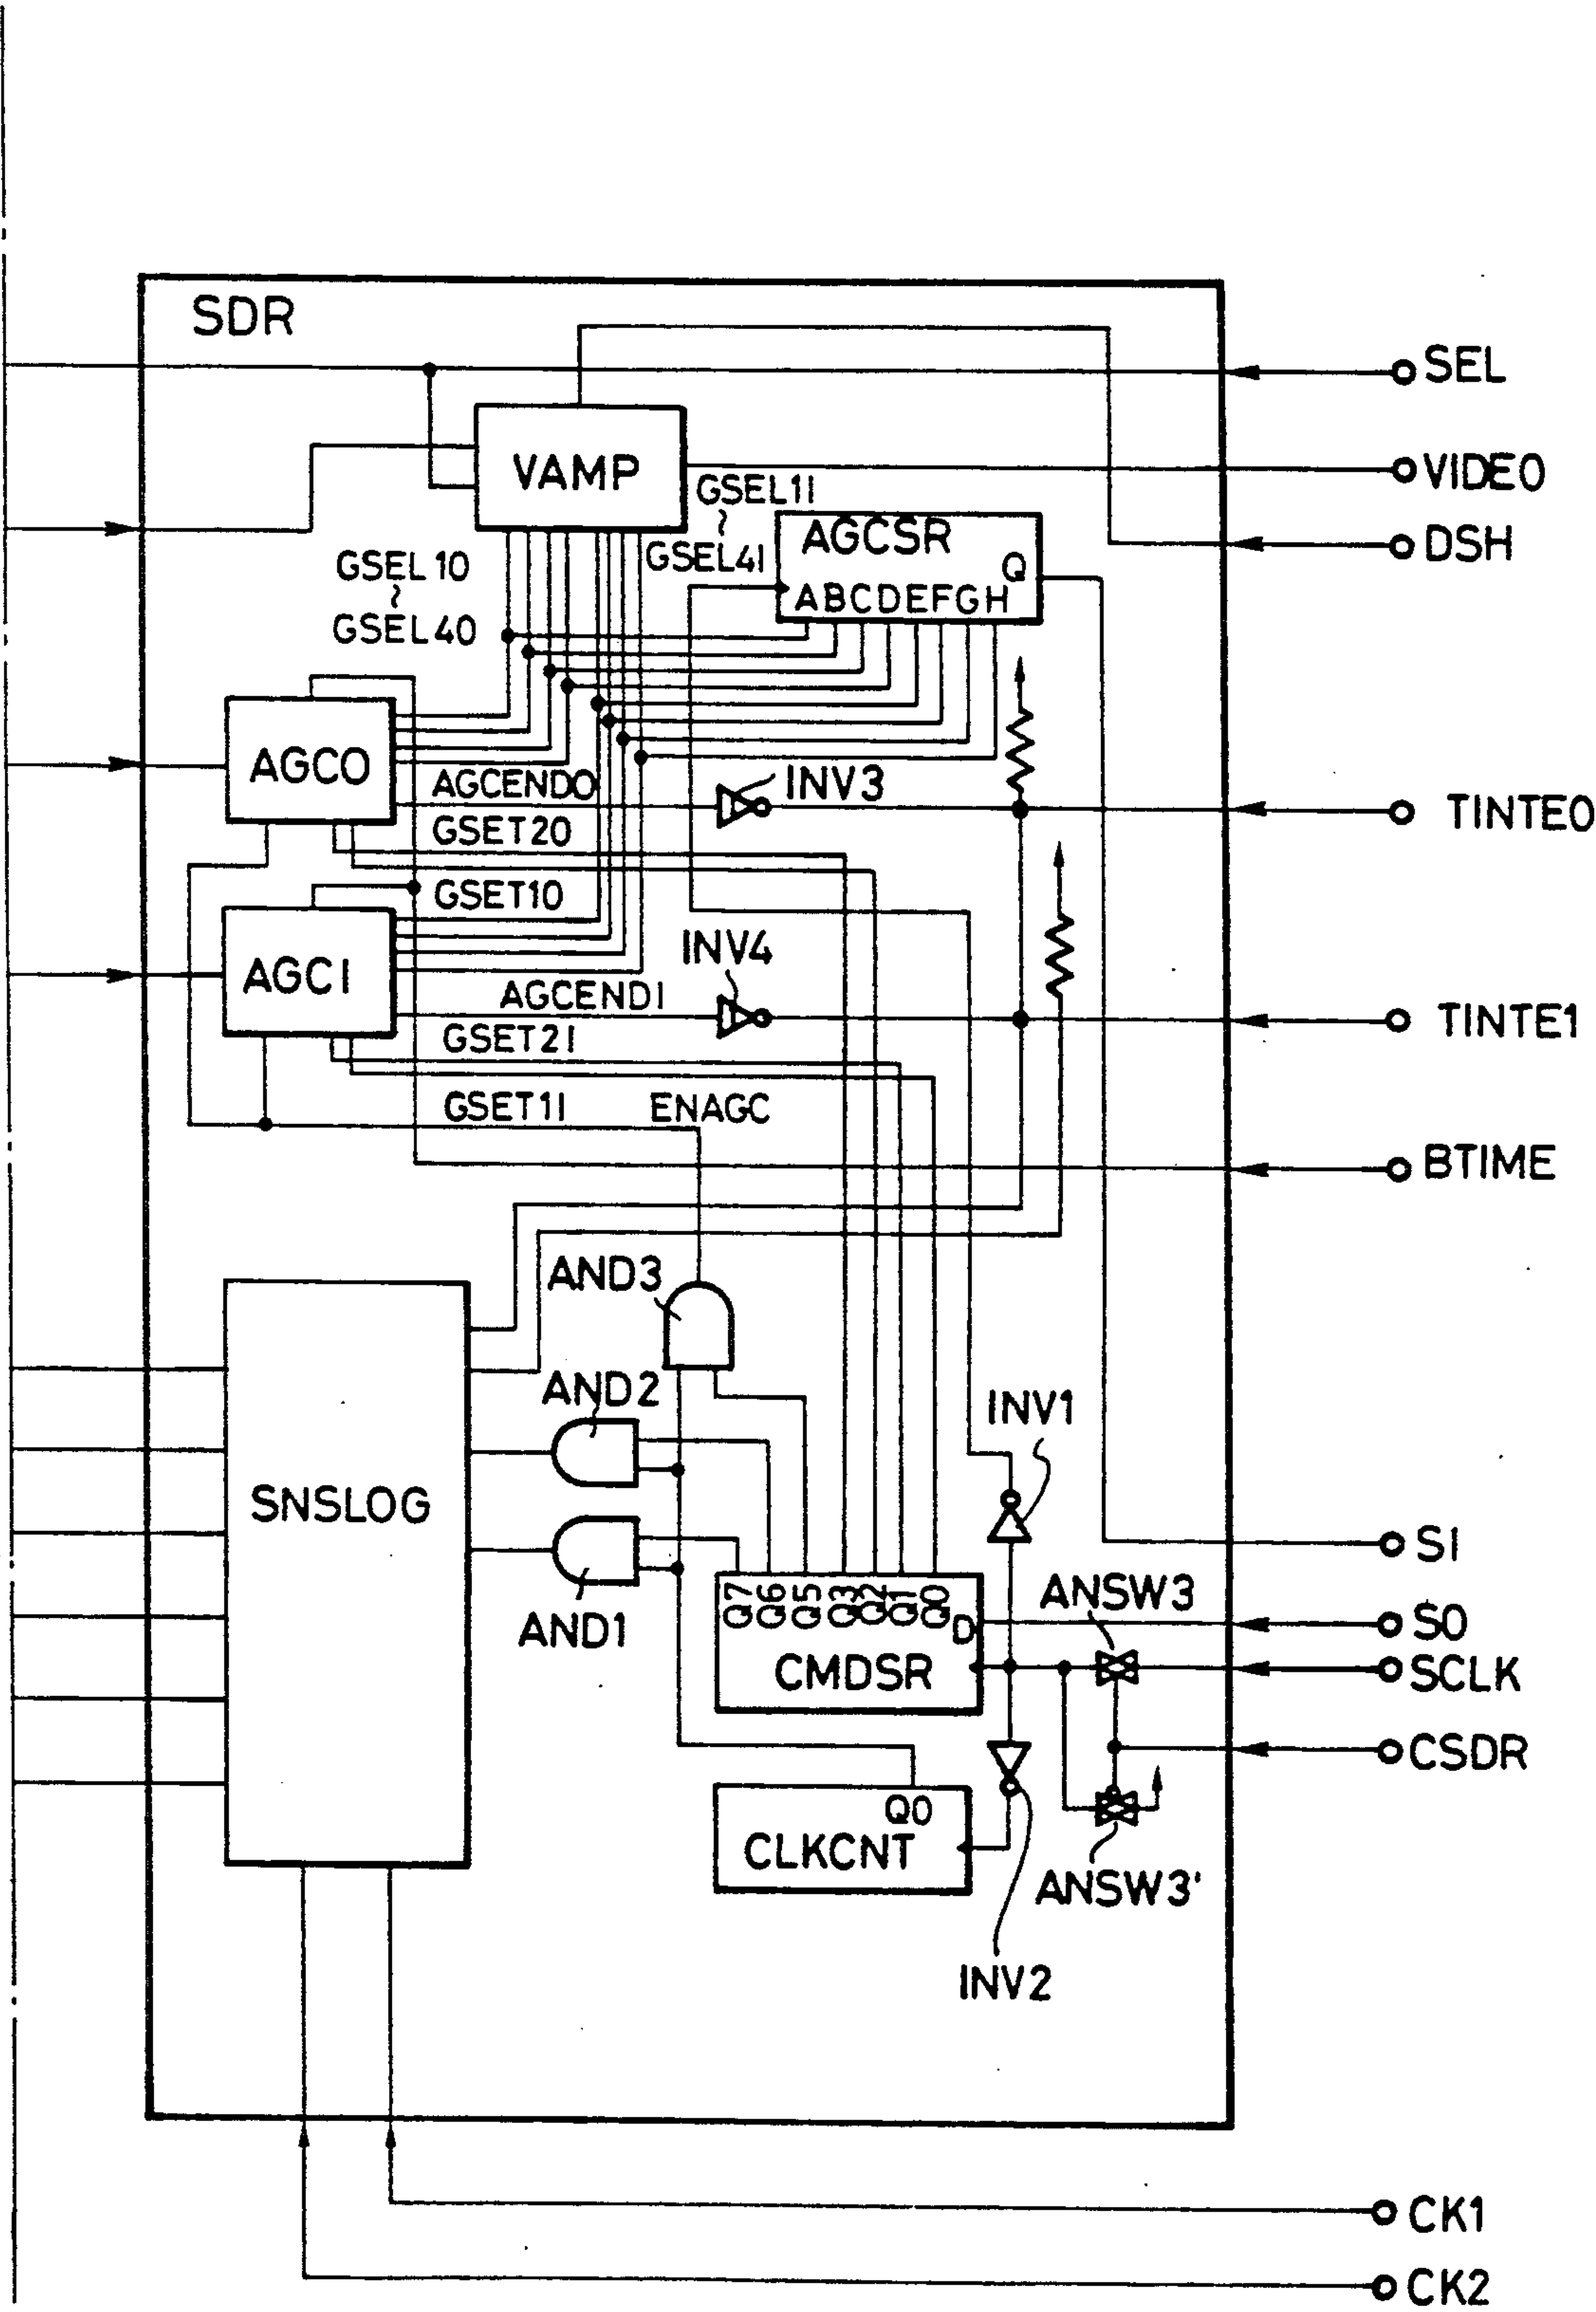 SDR
SEL
VAMP
VIDEO
GSEL11
~
GSEL41
AGCSR
Q
ABCDEFGH
DSH
GSEL10
~
GSEL40
AGC0
AGCEND0
INV3
TINTE0
GSET20
GSET10
AGC1
INV4
AGCEND1
TINTE1
GSET21
GSET11
ENAGC
BTIME
AND3
AND2
INV1
SNSLOG
SI
AND1
Q7 Q6 Q5 Q3 Q2 Q1 Q0
D
CMDSR
ANSW3
SO
SCLK
CSDR
Q0
CLKCNT
ANSW3'
INV2
CK1
CK2